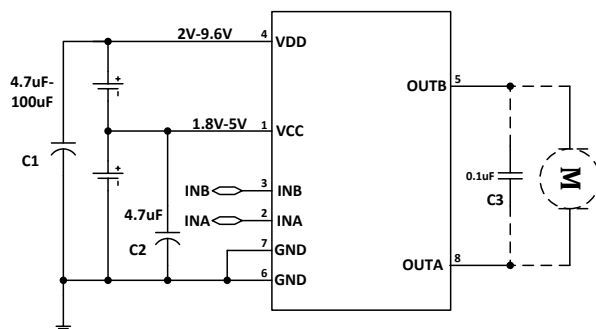 2V-9.6V
4
VDD
4.7uF-
100uF
C1
+
-
1.8V-5V
1
VCC
+
-
INB
3
INB
INA
2
INA
4.7uF
C2
7
GND
6
GND
OUTB
5
0.1uF
C3
M
OUTA
8